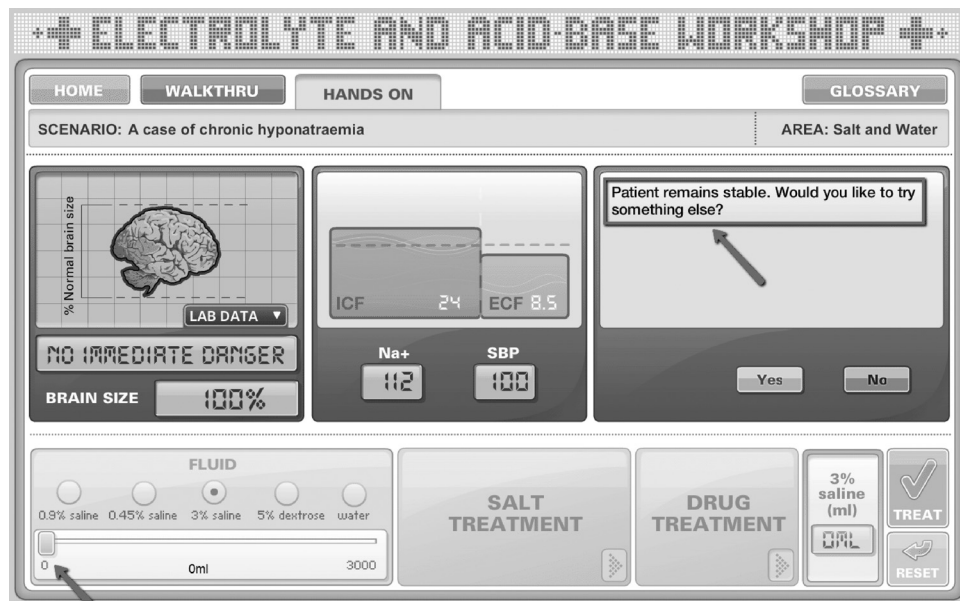 ELECTROLYTE AND ACID-BASE WORKSHOP
HOME
WALKTHRU
HANDS ON
GLOSSARY
SCENARIO: A case of chronic hyponatraemia
AREA: Salt and Water
% Normal brain size
LAB DATA
NO IMMEDIATE DANGER
BRAIN SIZE
100%
ICF
24
ECF
8.5
Na+
SBP
112
100
Patient remains stable. Would you like to try
something else?
Yes
No
FLUID
0.9% saline
0.45% saline
3% saline
5% dextrose
water
0
0ml
3000
SALT
TREATMENT
DRUG
TREATMENT
3%
saline
(ml)
0ML
TREAT
RESET